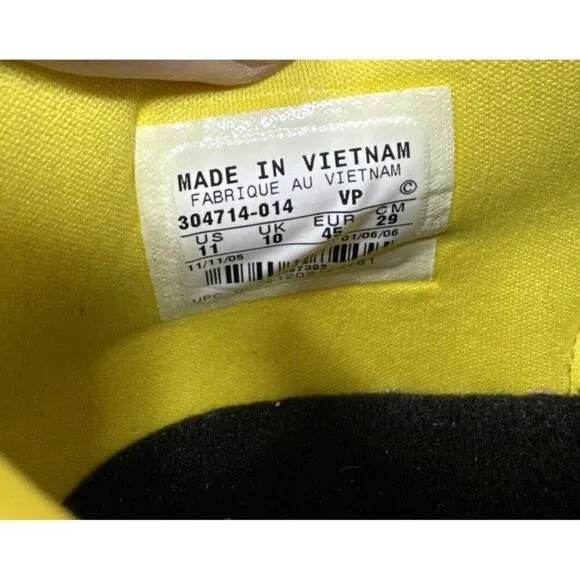 MADE IN VIETNAM
FABRIQUE AU VIETNAM
304714-014 VP ©
US UK EUR CM
11 10 45 29
11/11/05 01/06/06
UPC